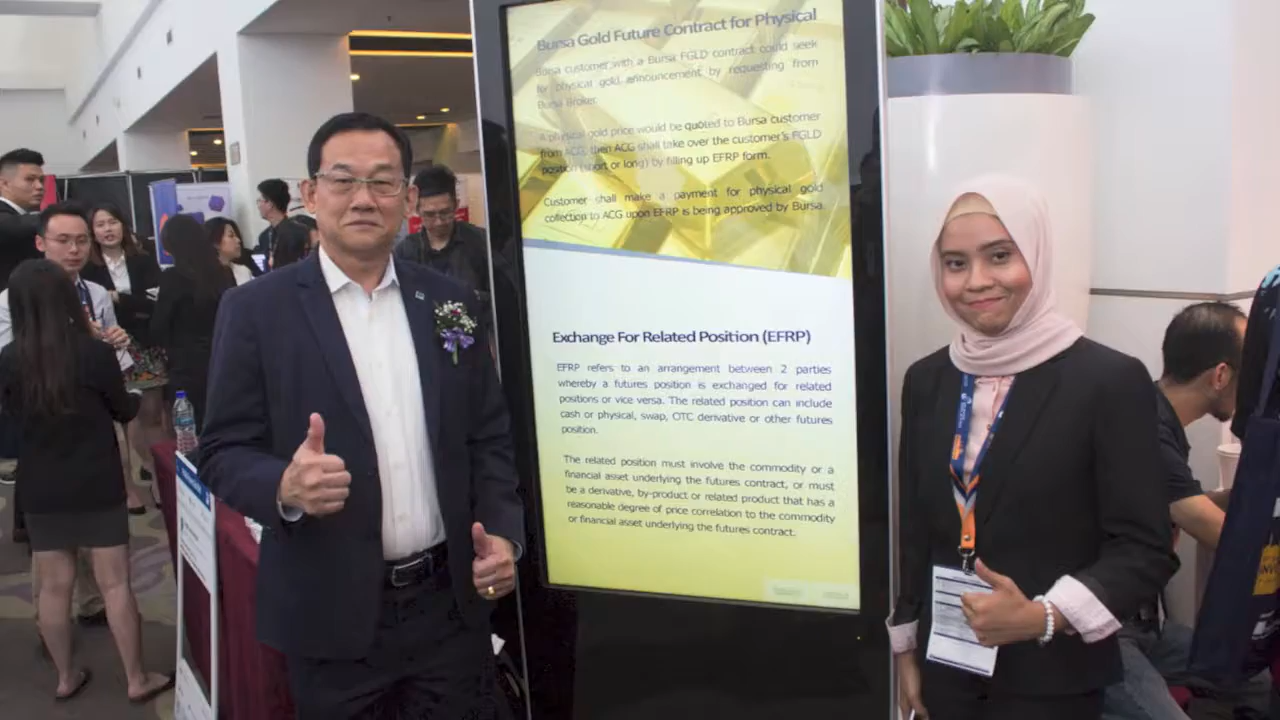 Bursa Gold Future Contract for Physical
Bursa customer with a Bursa FGLD contract could seek
for physical gold announcement by requesting from
Bursa Broker.
A physical gold price would be quoted to Bursa customer
from ACG, then ACG shall take over the customer's FGLD
position (short or long) by filling up EFRP form.
Customer shall make a payment for physical gold
collection to ACG upon EFRP is being approved by Bursa.
Exchange For Related Position (EFRP)
EFRP refers to an arrangement between 2 parties
whereby a futures position is exchanged for related
positions or vice versa. The related position can include
cash or physical, swap, OTC derivative or other futures
position.
The related position must involve the commodity or a
financial asset underlying the futures contract, or must
be a derivative, by-product or related product that has a
reasonable degree of price correlation to the commodity
or financial asset underlying the futures contract.